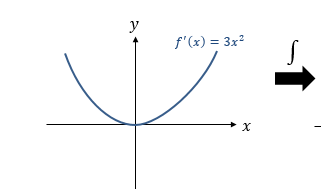 y
f'(x) = 3x²
∫
x